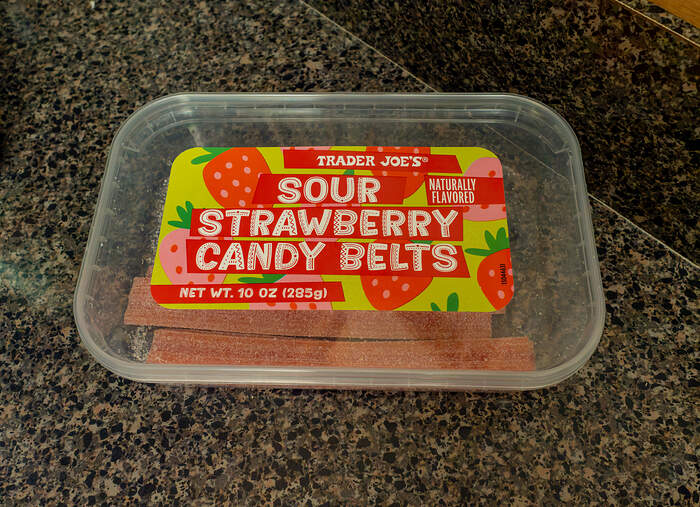 TRADER JOE'S®
SOUR
NATURALLY
FLAVORED
STRAWBERRY
CANDY BELTS
NET WT. 10 OZ (285g)